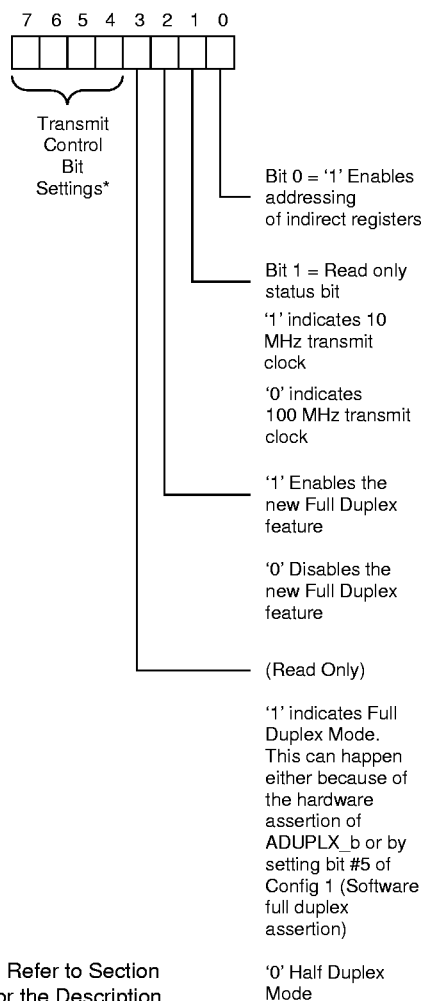 7 6 5 4 3 2 1 0
Transmit
Control
Bit
Settings*
Bit 0 = ‘1’ Enables
addressing
of indirect registers
Bit 1 = Read only
status bit
‘1’ indicates 10
MHz transmit
clock
‘0’ indicates
100 MHz transmit
clock
‘1’ Enables the
new Full Duplex
feature
‘0’ Disables the
new Full Duplex
feature
(Read Only)
‘1’ indicates Full
Duplex Mode.
This can happen
either because of
the hardware
assertion of
ADUPLX_b or by
setting bit #5 of
Config 1 (Software
full duplex
assertion)
‘0’ Half Duplex
Mode
Refer to Section
or the Description